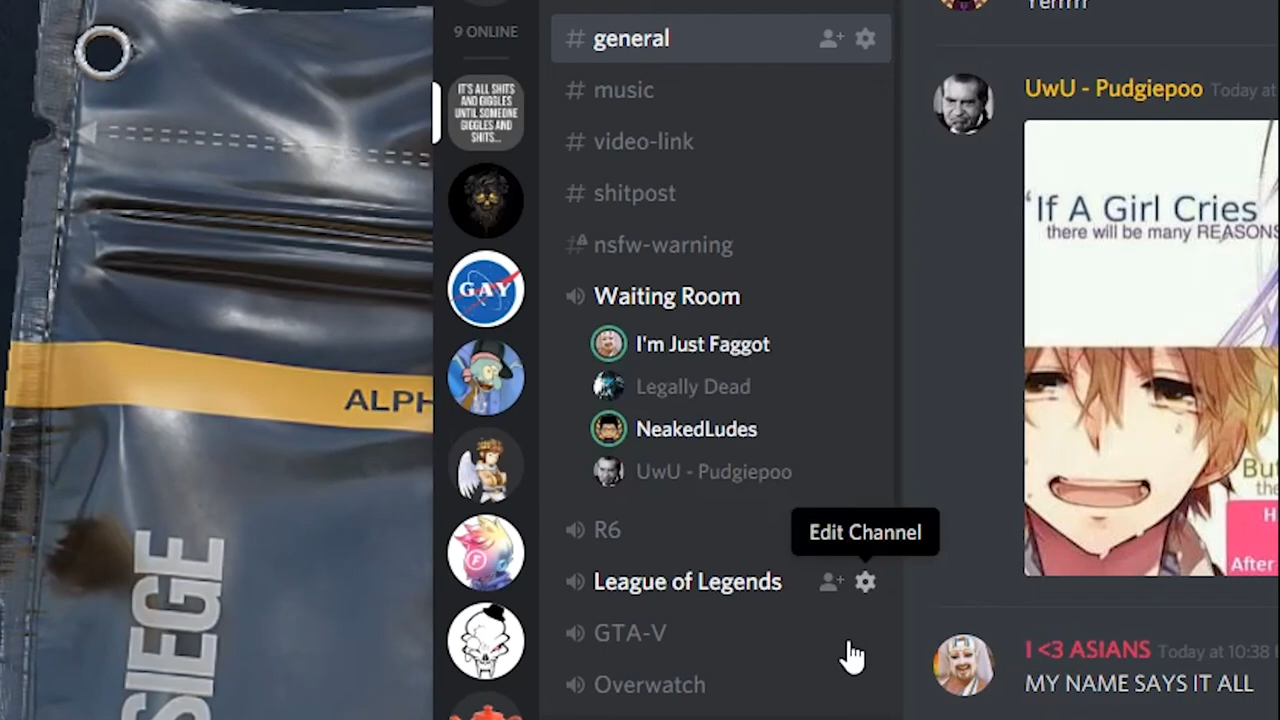 ALPH
SIEGE
9 ONLINE
IT'S ALL SHITS
AND GIGGLES
UNTIL SOMEONE
GIGGLES AND
SHITS...
GAY
F
# general
# music
# video-link
# shitpost
# nsfw-warning
Waiting Room
I'm Just Faggot
Legally Dead
NeakedLudes
UwU - Pudgiepoo
R6
Edit Channel
League of Legends
GTA-V
Overwatch
Yerrrr
UwU - Pudgiepoo Today at
'If A Girl Cries
there will be many REASONS
But
the
H
After
I <3 ASIANS Today at 10:38
MY NAME SAYS IT ALL